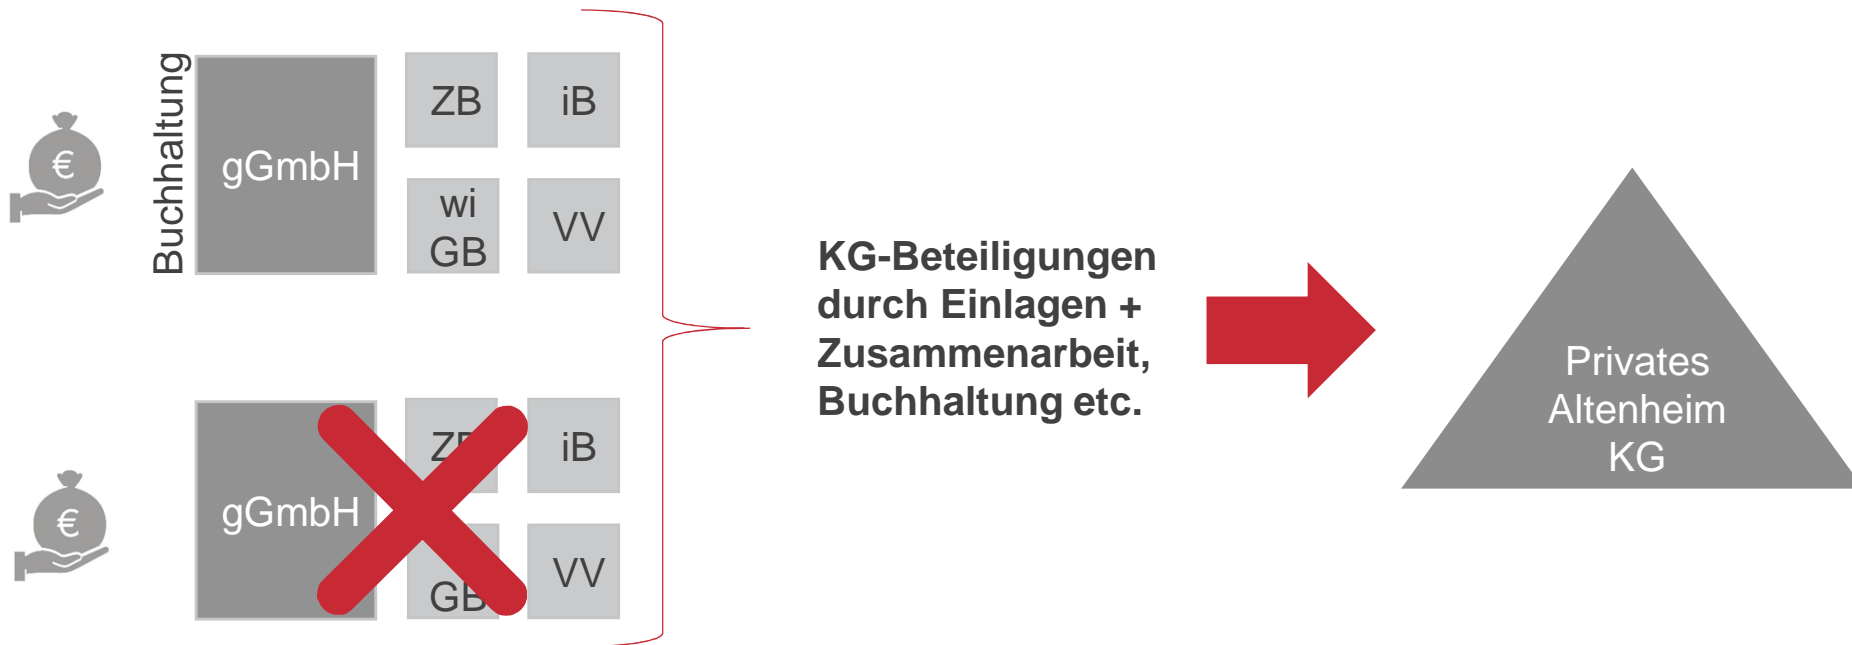 €
Buchhaltung
gGmbH
ZB
iB
wi
GB
VV
KG-Beteiligungen
durch Einlagen +
Zusammenarbeit,
Buchhaltung etc.
Privates
Altenheim
KG
€
gGmbH
iB
GB
VV